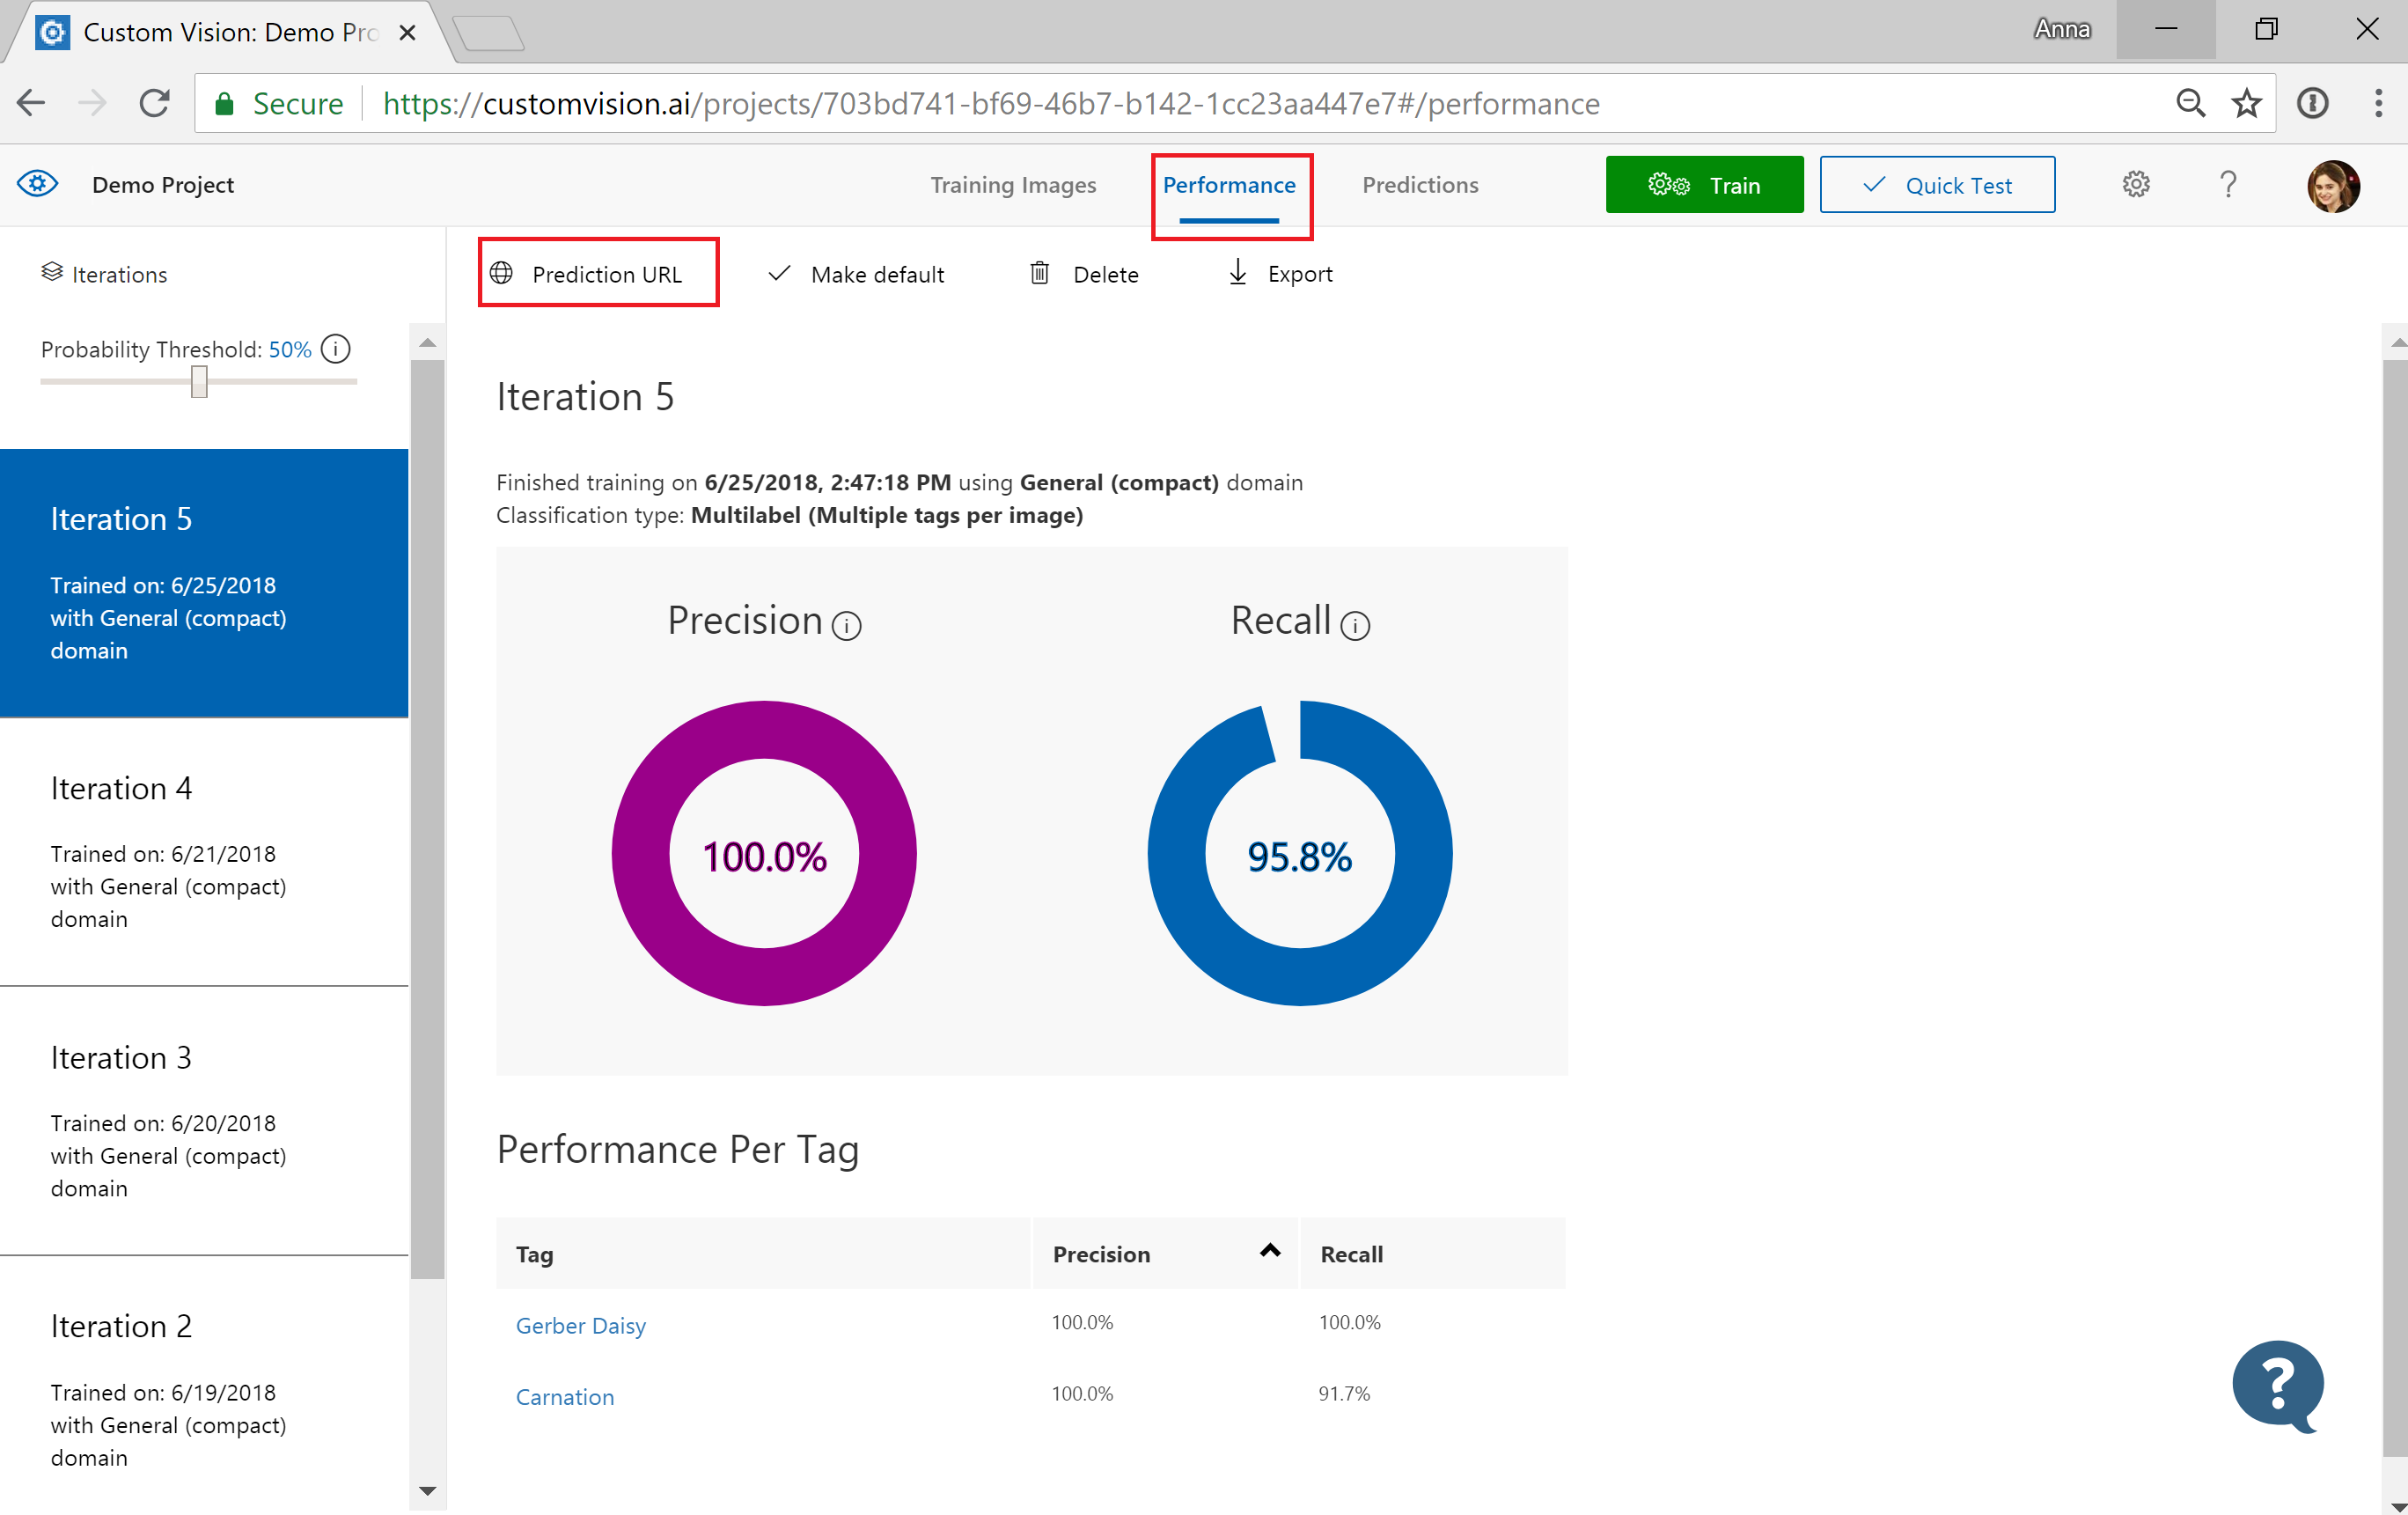 Custom Vision: Demo Pro
Anna
Secure
https://customvision.ai/projects/703bd741-bf69-46b7-b142-1cc23aa447e7#/performance
Demo Project
Training Images
Performance
Predictions
Train
Quick Test
Iterations
Prediction URL
Make default
Delete
Export
Probability Threshold: 50%
Iteration 5
Trained on: 6/25/2018
with General (compact)
domain
Iteration 4
Trained on: 6/21/2018
with General (compact)
domain
Iteration 3
Trained on: 6/20/2018
with General (compact)
domain
Iteration 2
Trained on: 6/19/2018
with General (compact)
domain
Iteration 5
Finished training on 6/25/2018, 2:47:18 PM using General (compact) domain
Classification type: Multilabel (Multiple tags per image)
Precision
Recall
100.0%
95.8%
Performance Per Tag
Tag Precision Recall
Gerber Daisy 100.0% 100.0%
Carnation 100.0% 91.7%